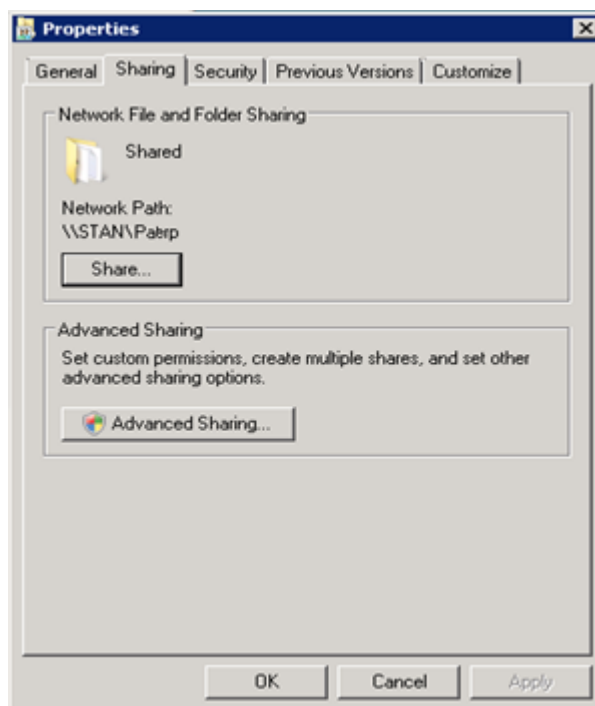 Properties
General Sharing Security Previous Versions Customize
Network File and Folder Sharing
Shared
Network Path:
\\STAN\Paterp
Share...
Advanced Sharing
Set custom permissions, create multiple shares, and set other
advanced sharing options.
Advanced Sharing...
OK Cancel Apply